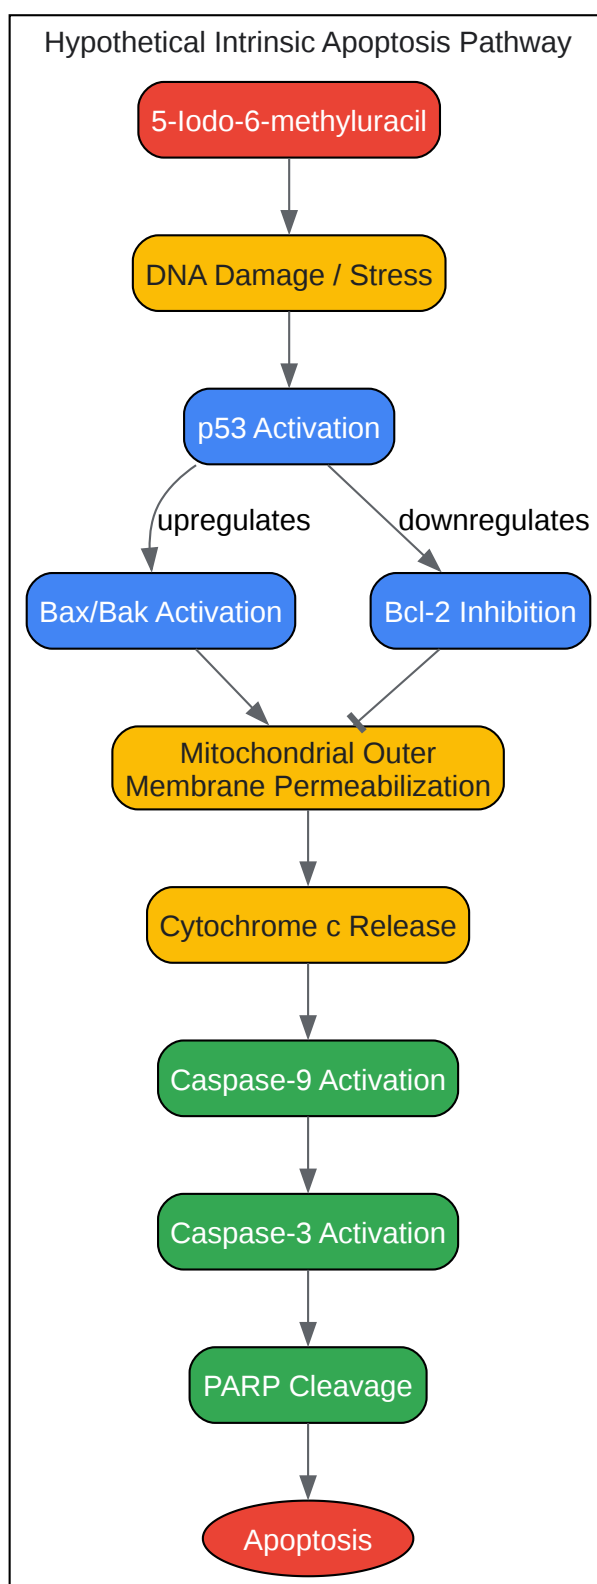 Hypothetical Intrinsic Apoptosis Pathway
5-Iodo-6-methyluracil
DNA Damage / Stress
p53 Activation
upregulates
downregulates
Bax/Bak Activation
Bcl-2 Inhibition
Mitochondrial Outer
Membrane Permeabilization
Cytochrome c Release
Caspase-9 Activation
Caspase-3 Activation
PARP Cleavage
Apoptosis